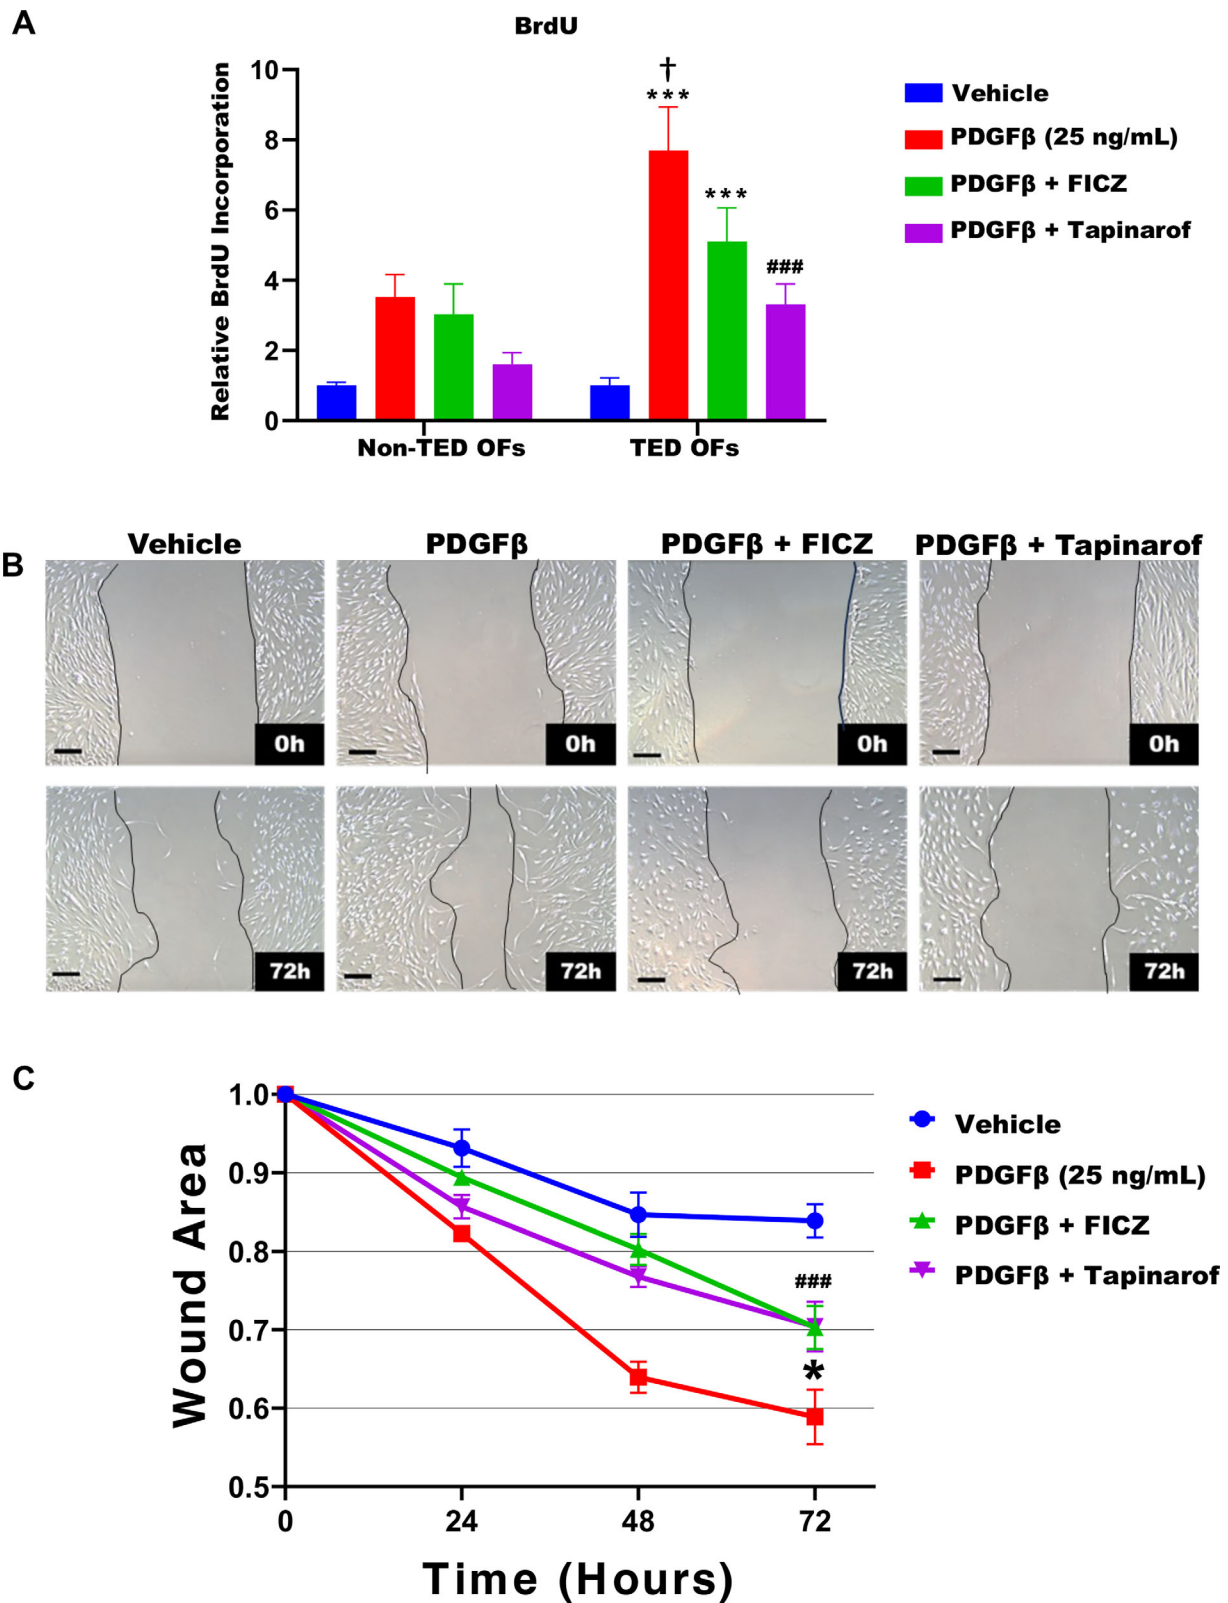 A
BrdU
Relative BrdU Incorporation
10
8
6
4
2
0
†
***
***
###
Non-TED OFs
TED OFs
Vehicle
PDGFβ (25 ng/mL)
PDGFβ + FICZ
PDGFβ + Tapinarof
B
Vehicle
PDGFβ
PDGFβ + FICZ
PDGFβ + Tapinarof
0h
0h
0h
0h
72h
72h
72h
72h
C
Wound Area
1.0
0.9
0.8
0.7
0.6
0.5
###
*
0
24
48
72
Time (Hours)
Vehicle
PDGFβ (25 ng/mL)
PDGFβ + FICZ
PDGFβ + Tapinarof